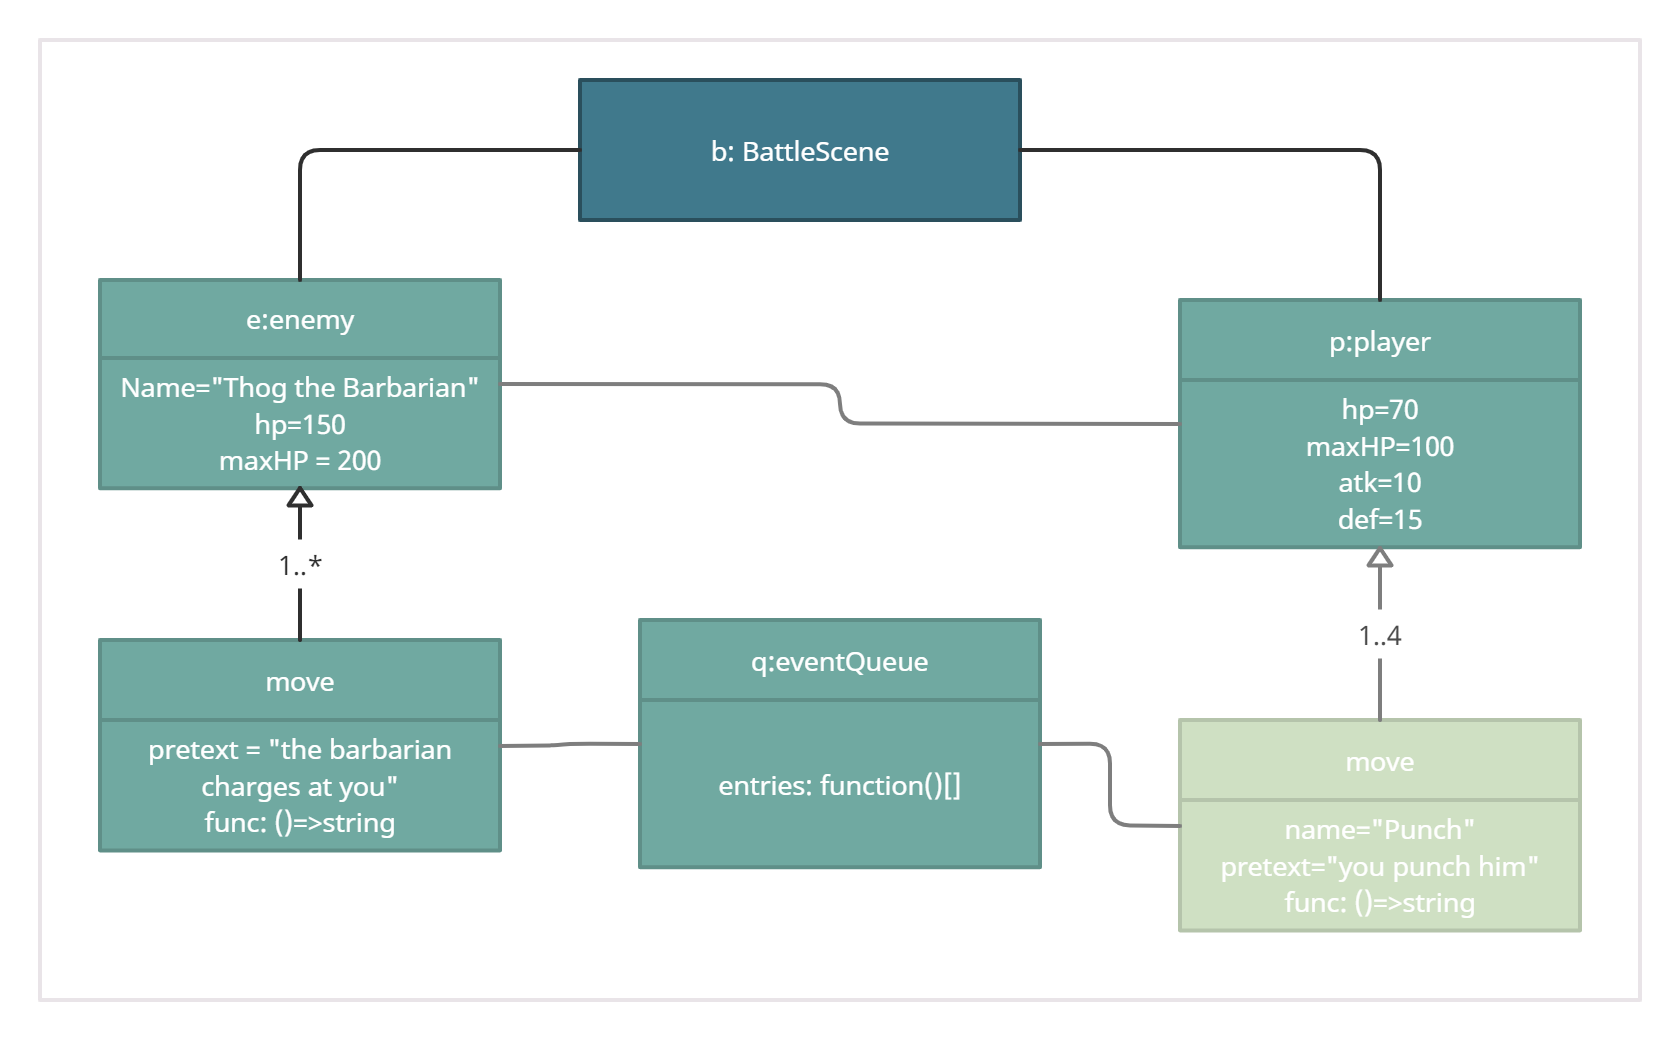 b: BattleScene
e:enemy
Name="Thog the Barbarian"
hp=150
maxHP = 200
p:player
hp=70
maxHP=100
atk=10
def=15
1..*
1..4
move
pretext = "the barbarian
charges at you"
func: ()=>string
q:eventQueue
entries: function()[]
move
name="Punch"
pretext="you punch him"
func: ()=>string